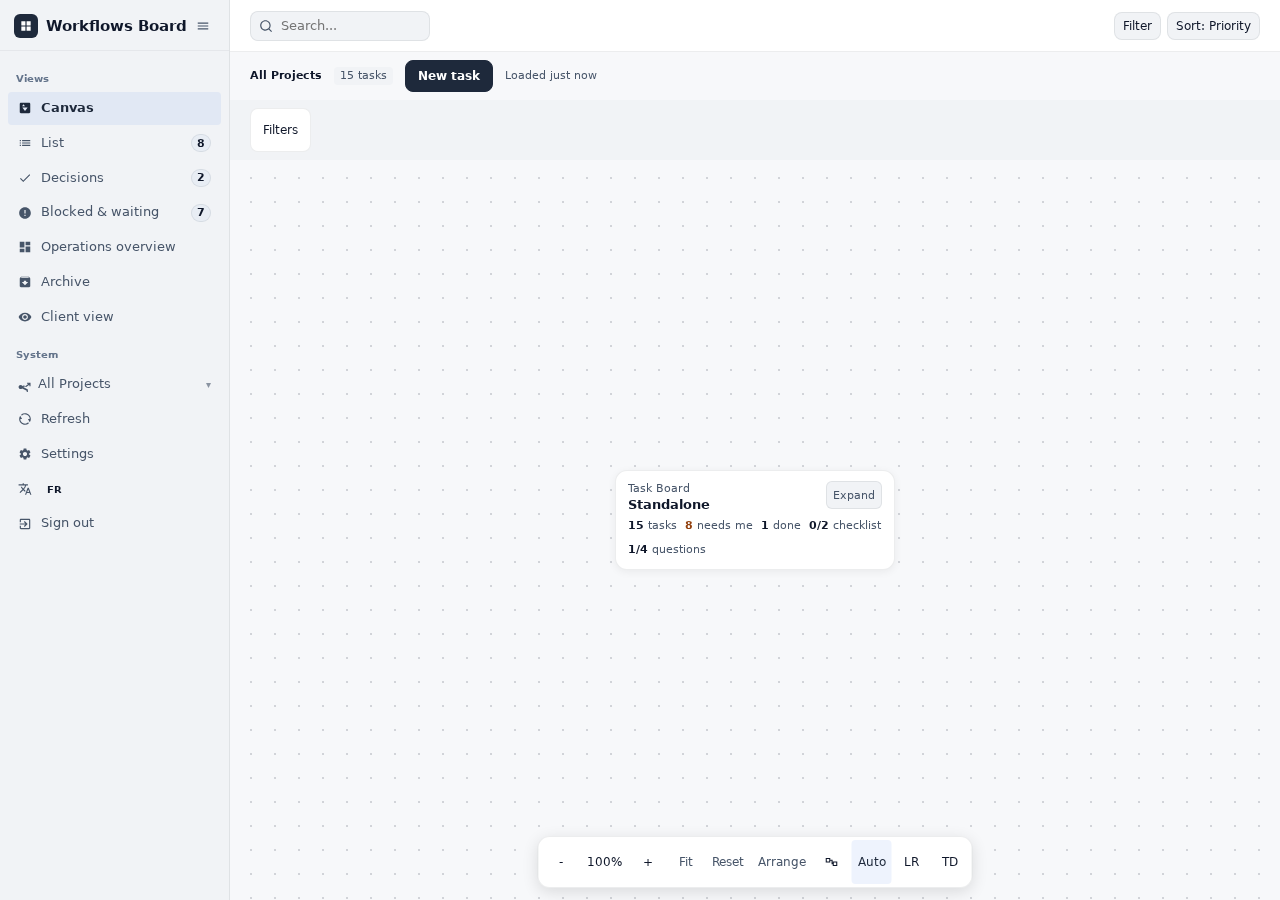 Workflows Board
Views
Canvas
List 8
Decisions 2
Blocked & waiting 7
Operations overview
Archive
Client view
System
All Projects
Refresh
Settings
FR
Sign out
Search...
Filter
Sort: Priority
All Projects 15 tasks New task Loaded just now
Filters
Task Board
Standalone
Expand
15 tasks 8 needs me 1 done 0/2 checklist
1/4 questions
- 100% + Fit Reset Arrange Auto LR TD